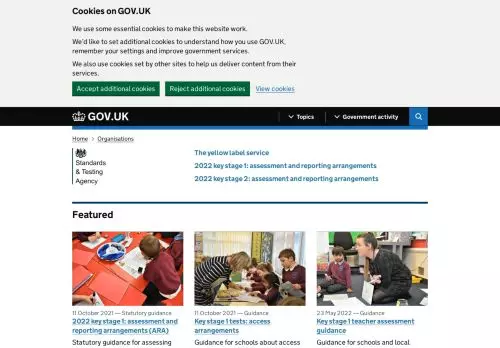 Cookies on GOV.UK
We use some essential cookies to make this website work.
We'd like to set additional cookies to understand how you use GOV.UK,
remember your settings and improve government services.
We also use cookies set by other sites to help us deliver content from their
services.
Accept additional cookies Reject additional cookies View cookies
GOV.UK Topics Government activity
Home > Organisations
Standards
& Testing
Agency
The yellow label service
2022 key stage 1: assessment and reporting arrangements
2022 key stage 2: assessment and reporting arrangements
Featured
11 October 2021 — Statutory guidance
2022 key stage 1: assessment and
reporting arrangements (ARA)
Statutory guidance for assessing
11 October 2021 — Guidance
Key stage 1 tests: access
arrangements
Guidance for schools about access
23 May 2022 — Guidance
Key stage 1 teacher assessment
guidance
Guidance for schools and local